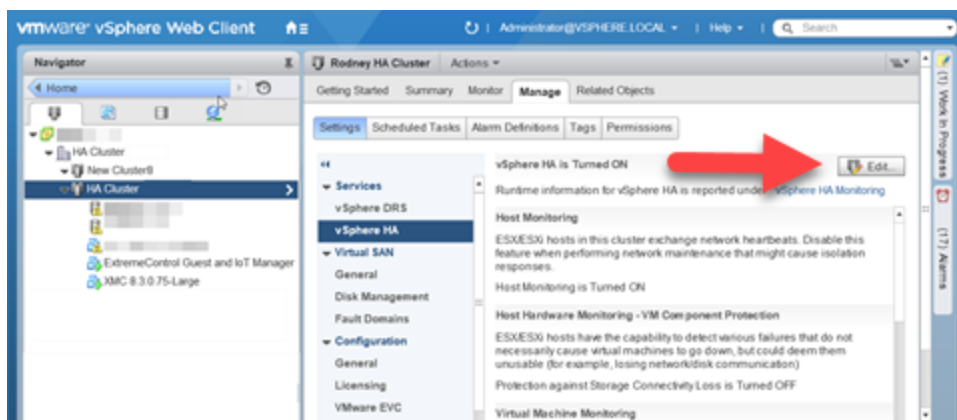 vmware vSphere Web Client
Administrator@VSPHERE.LOCAL
Help
Search
Navigator
Home
HA Cluster
New Cluster8
HA Cluster
ExtremeControl Guest and IoT Manager
XMC 8.3.0.75-Large
Rodney HA Cluster Actions
Getting Started Summary Monitor Manage Related Objects
Settings Scheduled Tasks Alarm Definitions Tags Permissions
Services
vSphere DRS
vSphere HA
Virtual SAN
General
Disk Management
Fault Domains
Configuration
General
Licensing
VMware EVC
vSphere HA is Turned ON
Edit...
Runtime information for vSphere HA is reported under vSphere HA Monitoring
Host Monitoring
ESX/ESXi hosts in this cluster exchange network heartbeats. Disable this
feature when performing network maintenance that might cause isolation
responses.
Host Monitoring is Turned ON
Host Hardware Monitoring - VM Component Protection
ESX/ESXi hosts have the capability to detect various failures that do not
necessarily cause virtual machines to go down, but could deem them
unusable (for example, losing network/disk communication)
Protection against Storage Connectivity Loss is Turned OFF
Virtual Machine Monitoring
(1) Work In Progress
(17) Alarms